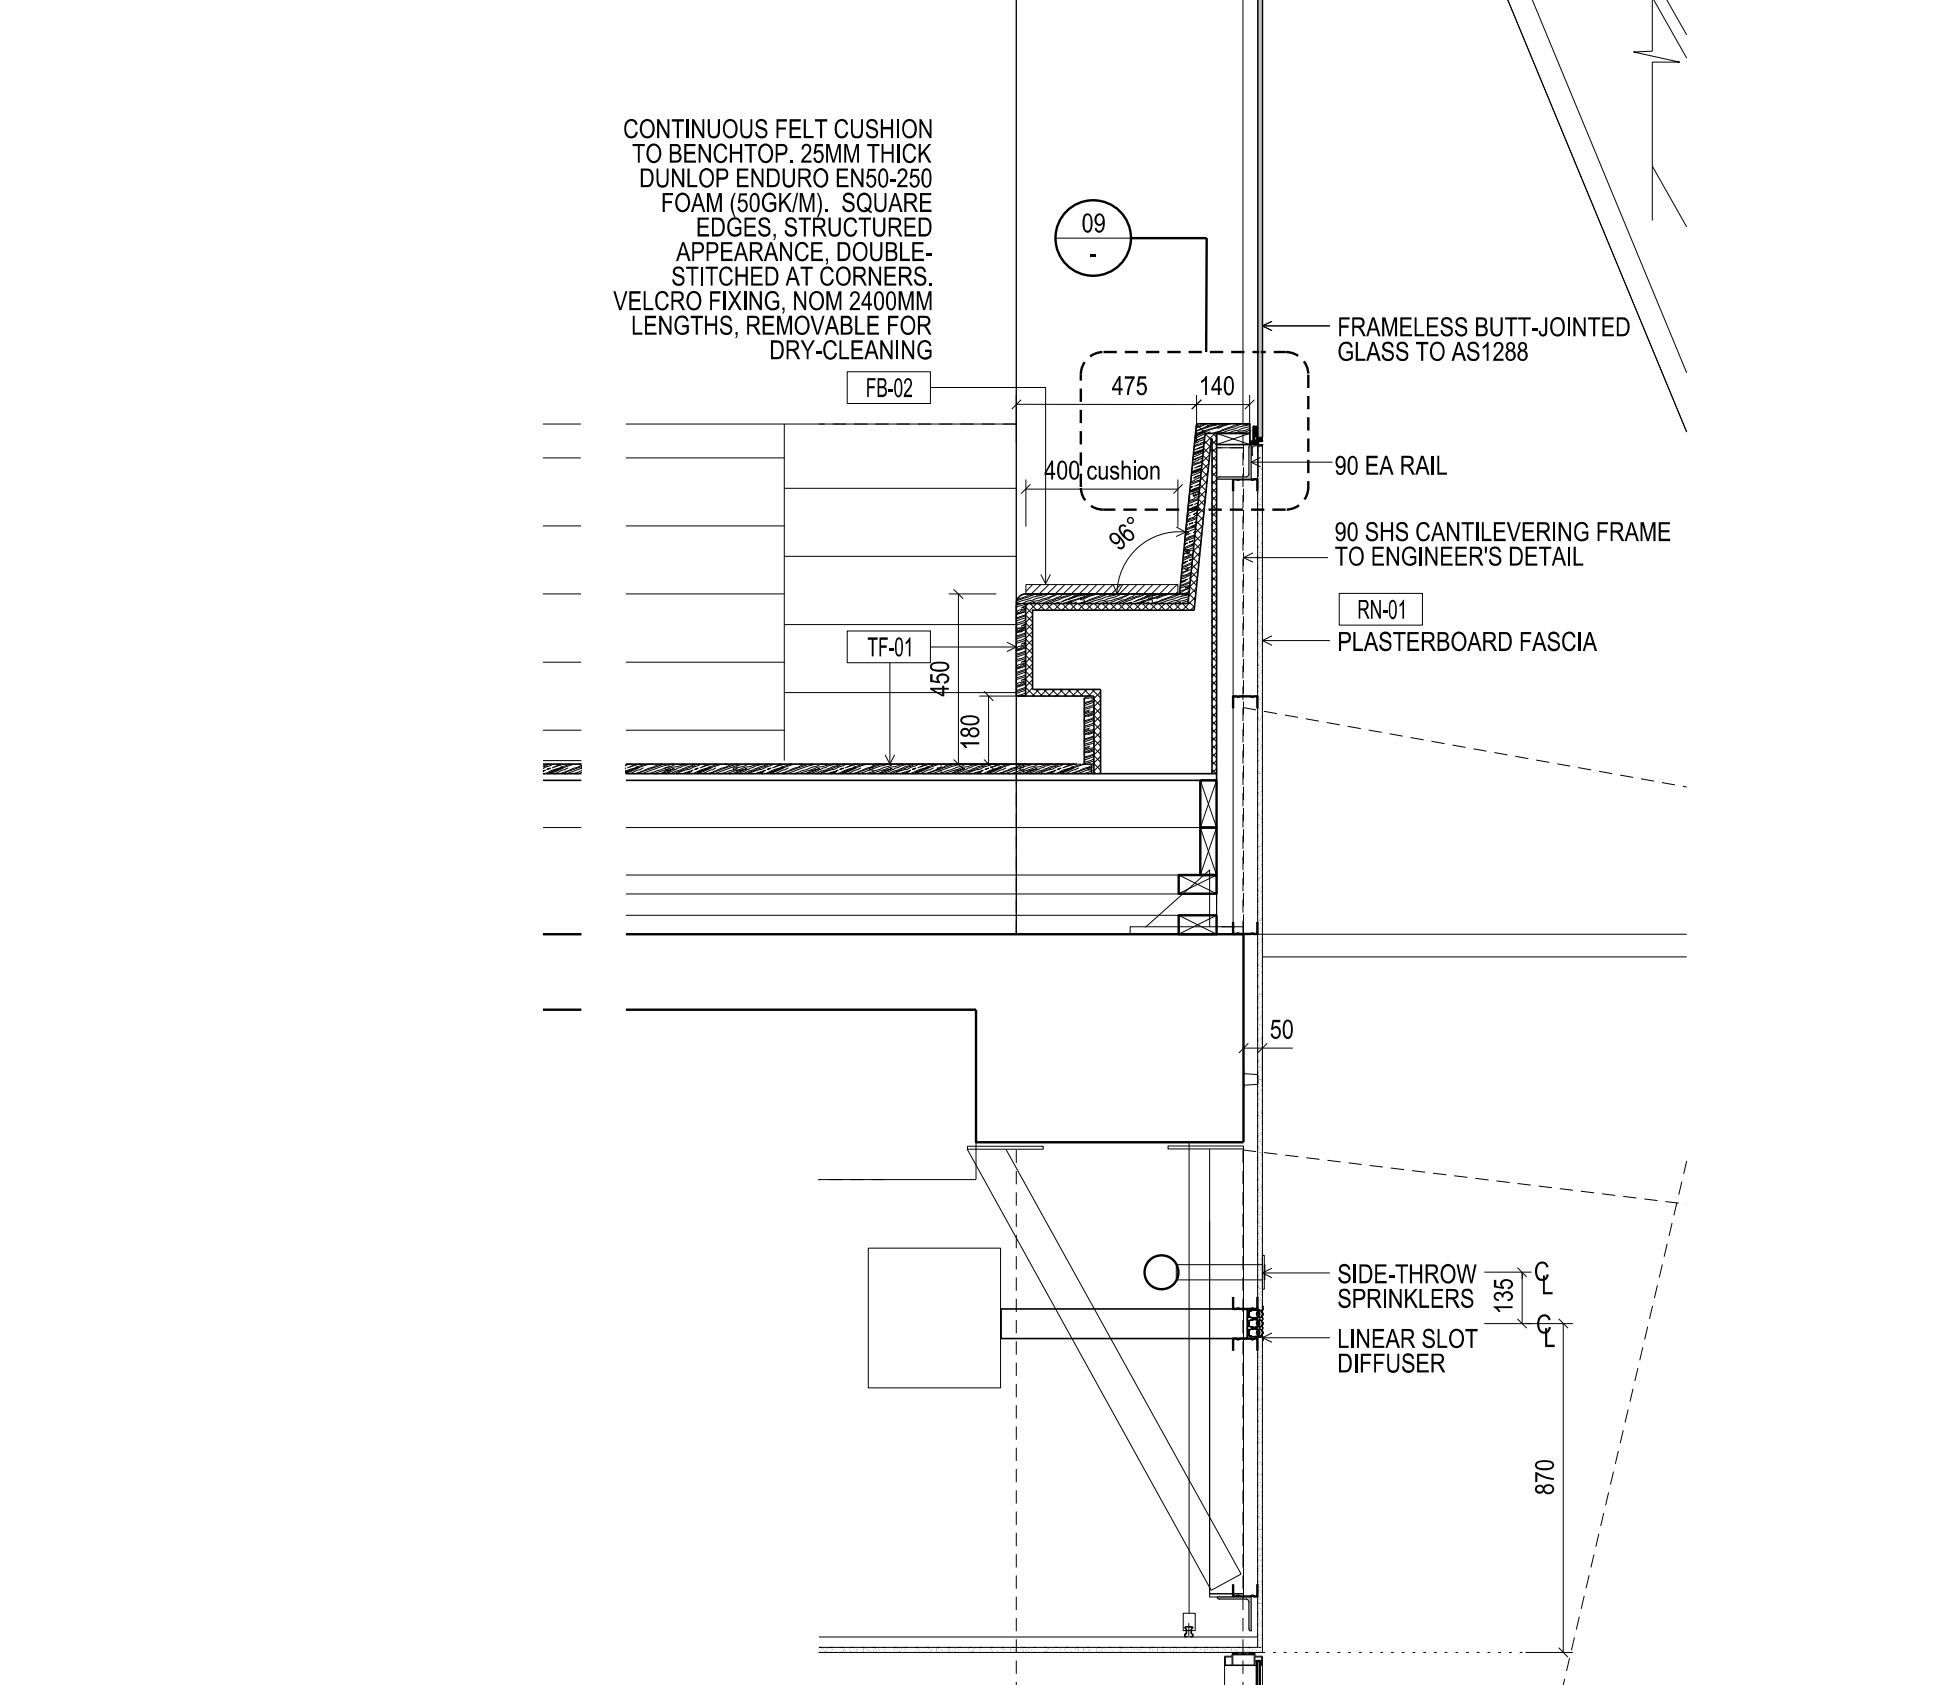 CONTINUOUS FELT CUSHION
TO BENCHTOP. 25MM THICK
DUNLOP ENDURO EN50-250
FOAM (50GK/M). SQUARE
EDGES, STRUCTURED
APPEARANCE, DOUBLE-
STITCHED AT CORNERS.
VELCRO FIXING, NOM 2400MM
LENGTHS, REMOVABLE FOR
DRY-CLEANING
FB-02
09
-
FRAMELESS BUTT-JOINTED
GLASS TO AS1288
475
140
400 cushion
90 EA RAIL
96°
90 SHS CANTILEVERING FRAME
TO ENGINEER'S DETAIL
RN-01
PLASTERBOARD FASCIA
TF-01
450
180
50
SIDE-THROW
SPRINKLERS
135
CL
CL
LINEAR SLOT
DIFFUSER
870